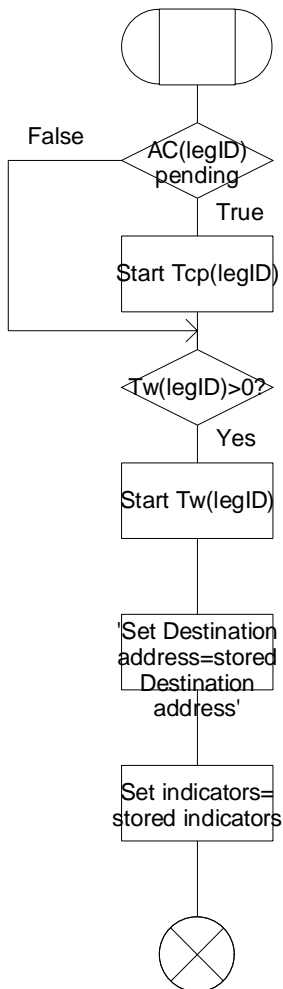 False
AC(legID)
pending
True
Start Tcp(legID)
Tw(legID)>0?
Yes
Start Tw(legID)
'Set Destination
address=stored
Destination
address'
Set indicators=
stored indicators